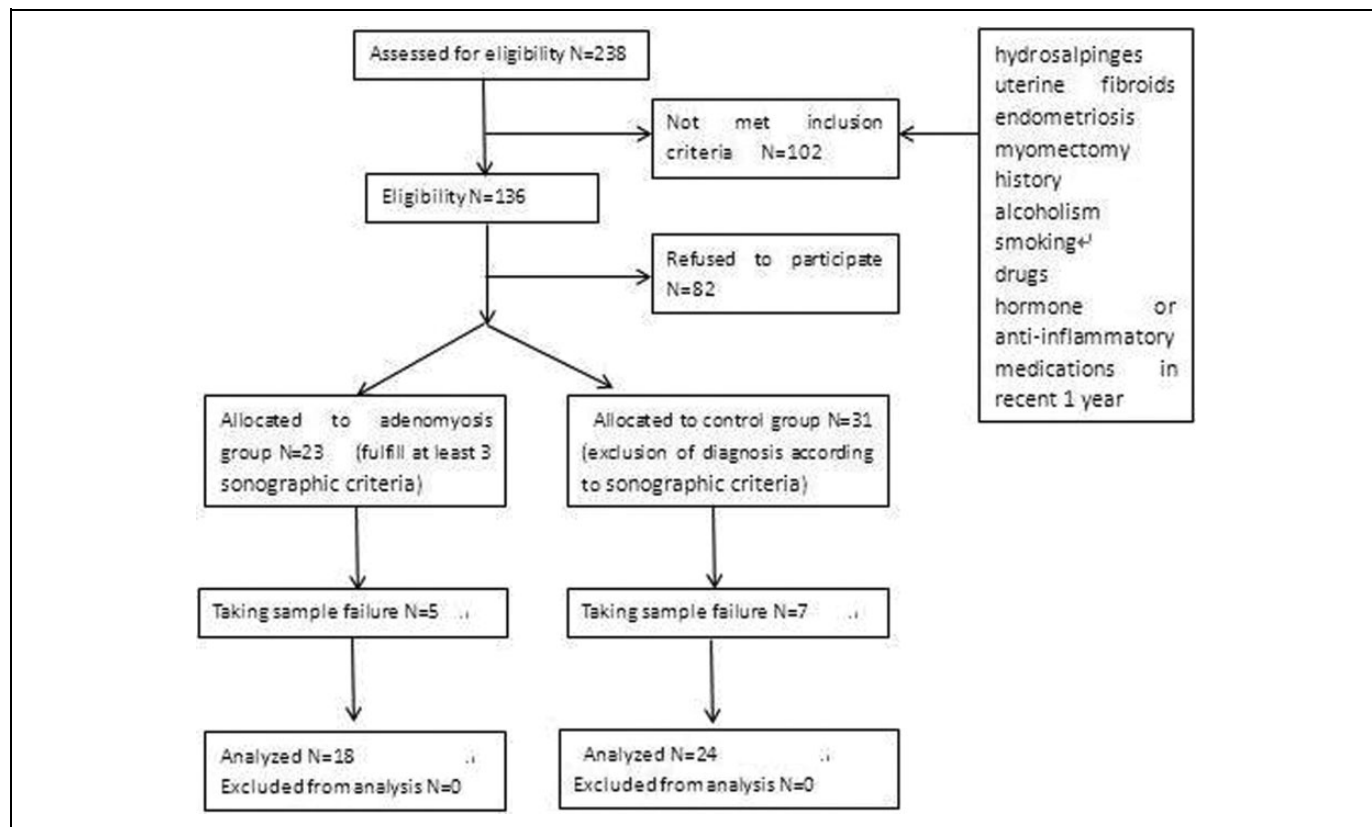 Assessed for eligibility N=238
Not met inclusion
criteria N=102
hydrosalpinges
uterine fibroids
endometriosis
myomectomy
history
alcoholism
smoking↵
drugs
hormone or
anti-inflammatory
medications in
recent 1 year
Eligibility N=136
Refused to participate
N=82
Allocated to adenomyosis
group N=23 (fulfill at least 3
sonographic criteria)
Allocated to control group N=31
(exclusion of diagnosis according
to sonographic criteria)
Taking sample failure N=5
Taking sample failure N=7
Analyzed N=18
Excluded from analysis N=0
Analyzed N=24
Excluded from analysis N=0